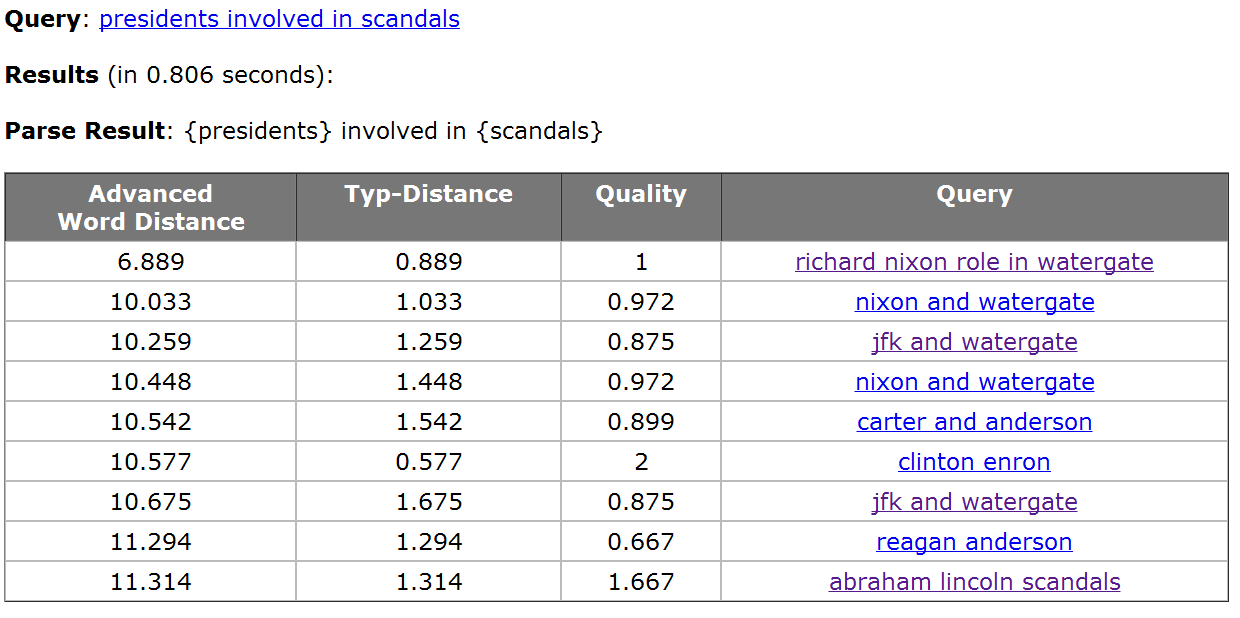 Query: presidents involved in scandals
Results (in 0.806 seconds):
Parse Result: {presidents} involved in {scandals}
Advanced Word Distance Typ-Distance Quality Query
6.889 0.889 1 richard nixon role in watergate
10.033 1.033 0.972 nixon and watergate
10.259 1.259 0.875 jfk and watergate
10.448 1.448 0.972 nixon and watergate
10.542 1.542 0.899 carter and anderson
10.577 0.577 2 clinton enron
10.675 1.675 0.875 jfk and watergate
11.294 1.294 0.667 reagan anderson
11.314 1.314 1.667 abraham lincoln scandals